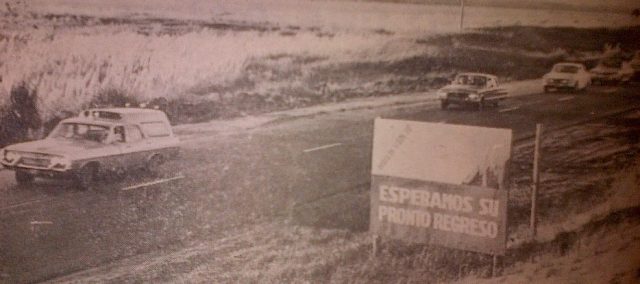 ESPERAMOS SU
PRONTO REGRESO